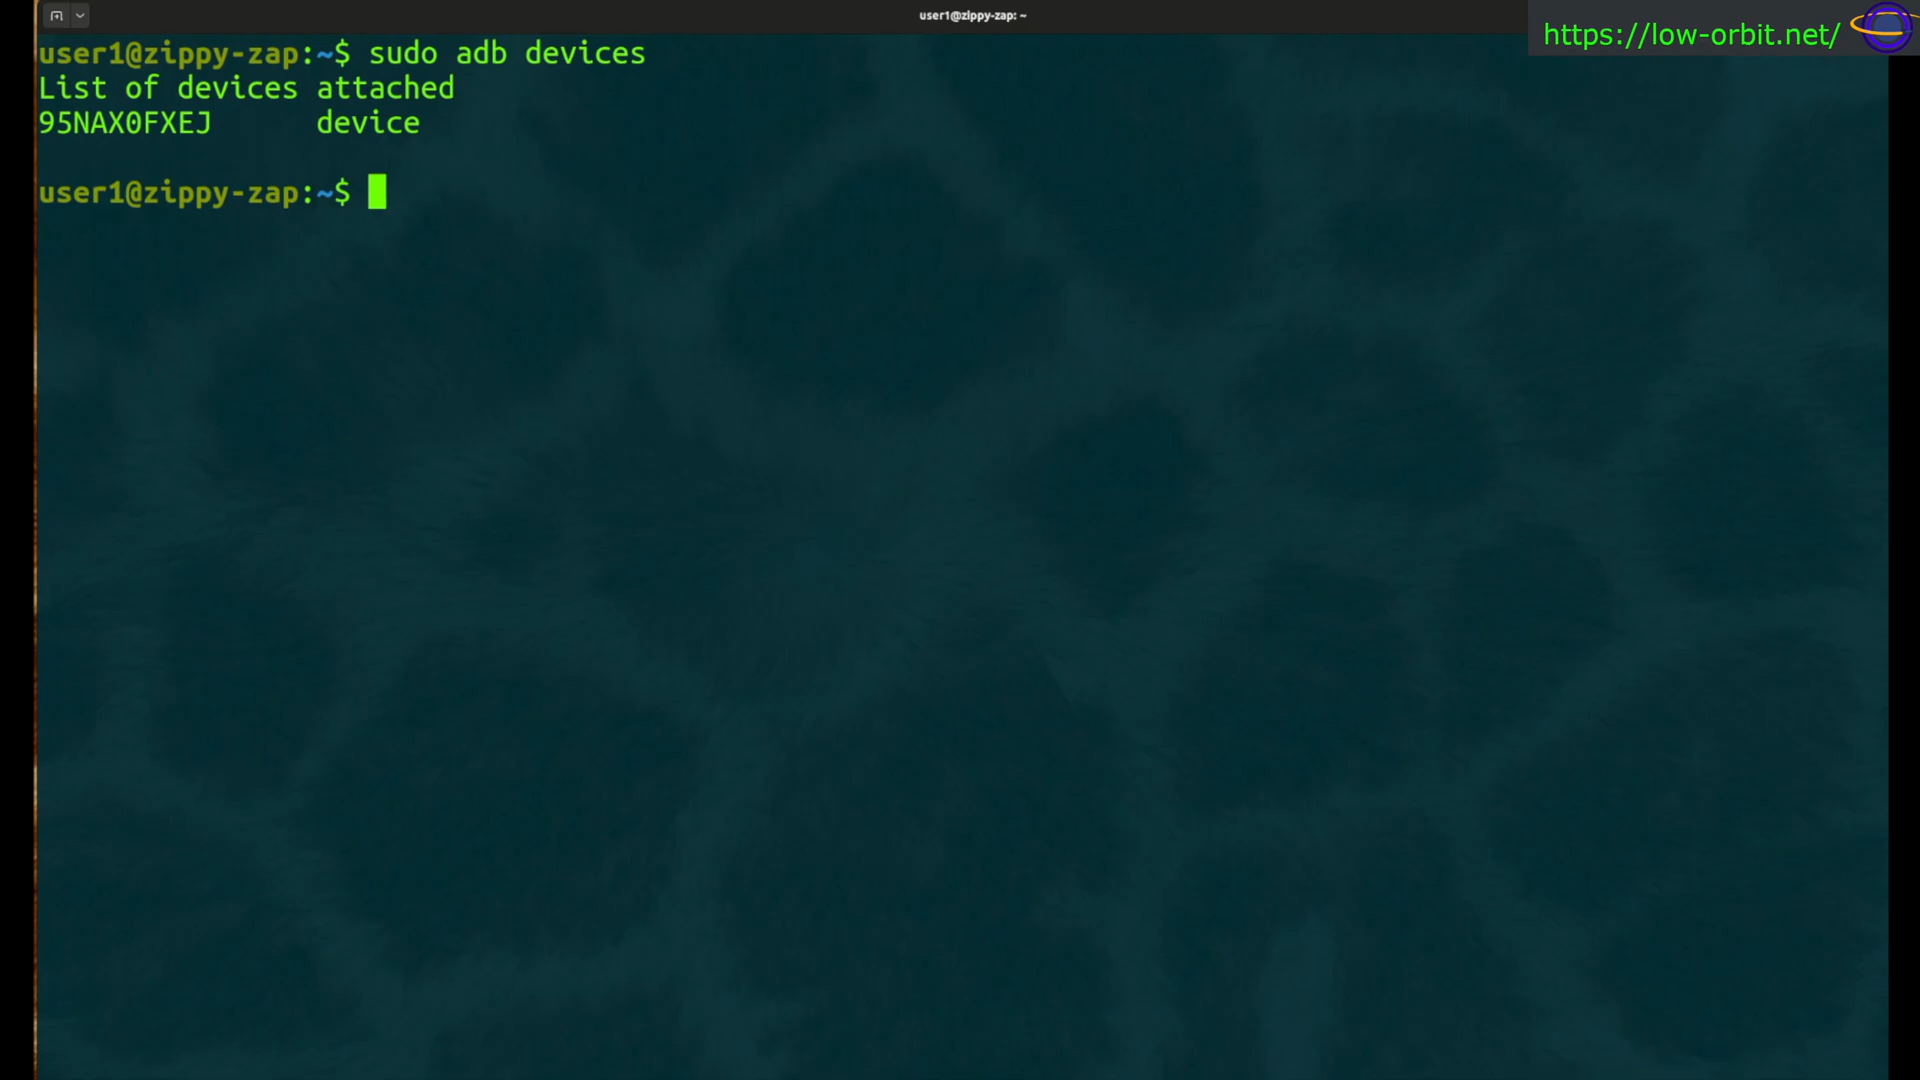 user1@zippy-zap: ~
https://low-orbit.net/
user1@zippy-zap:~$ sudo adb devices
List of devices attached
95NAX0FXEJ      device
user1@zippy-zap:~$